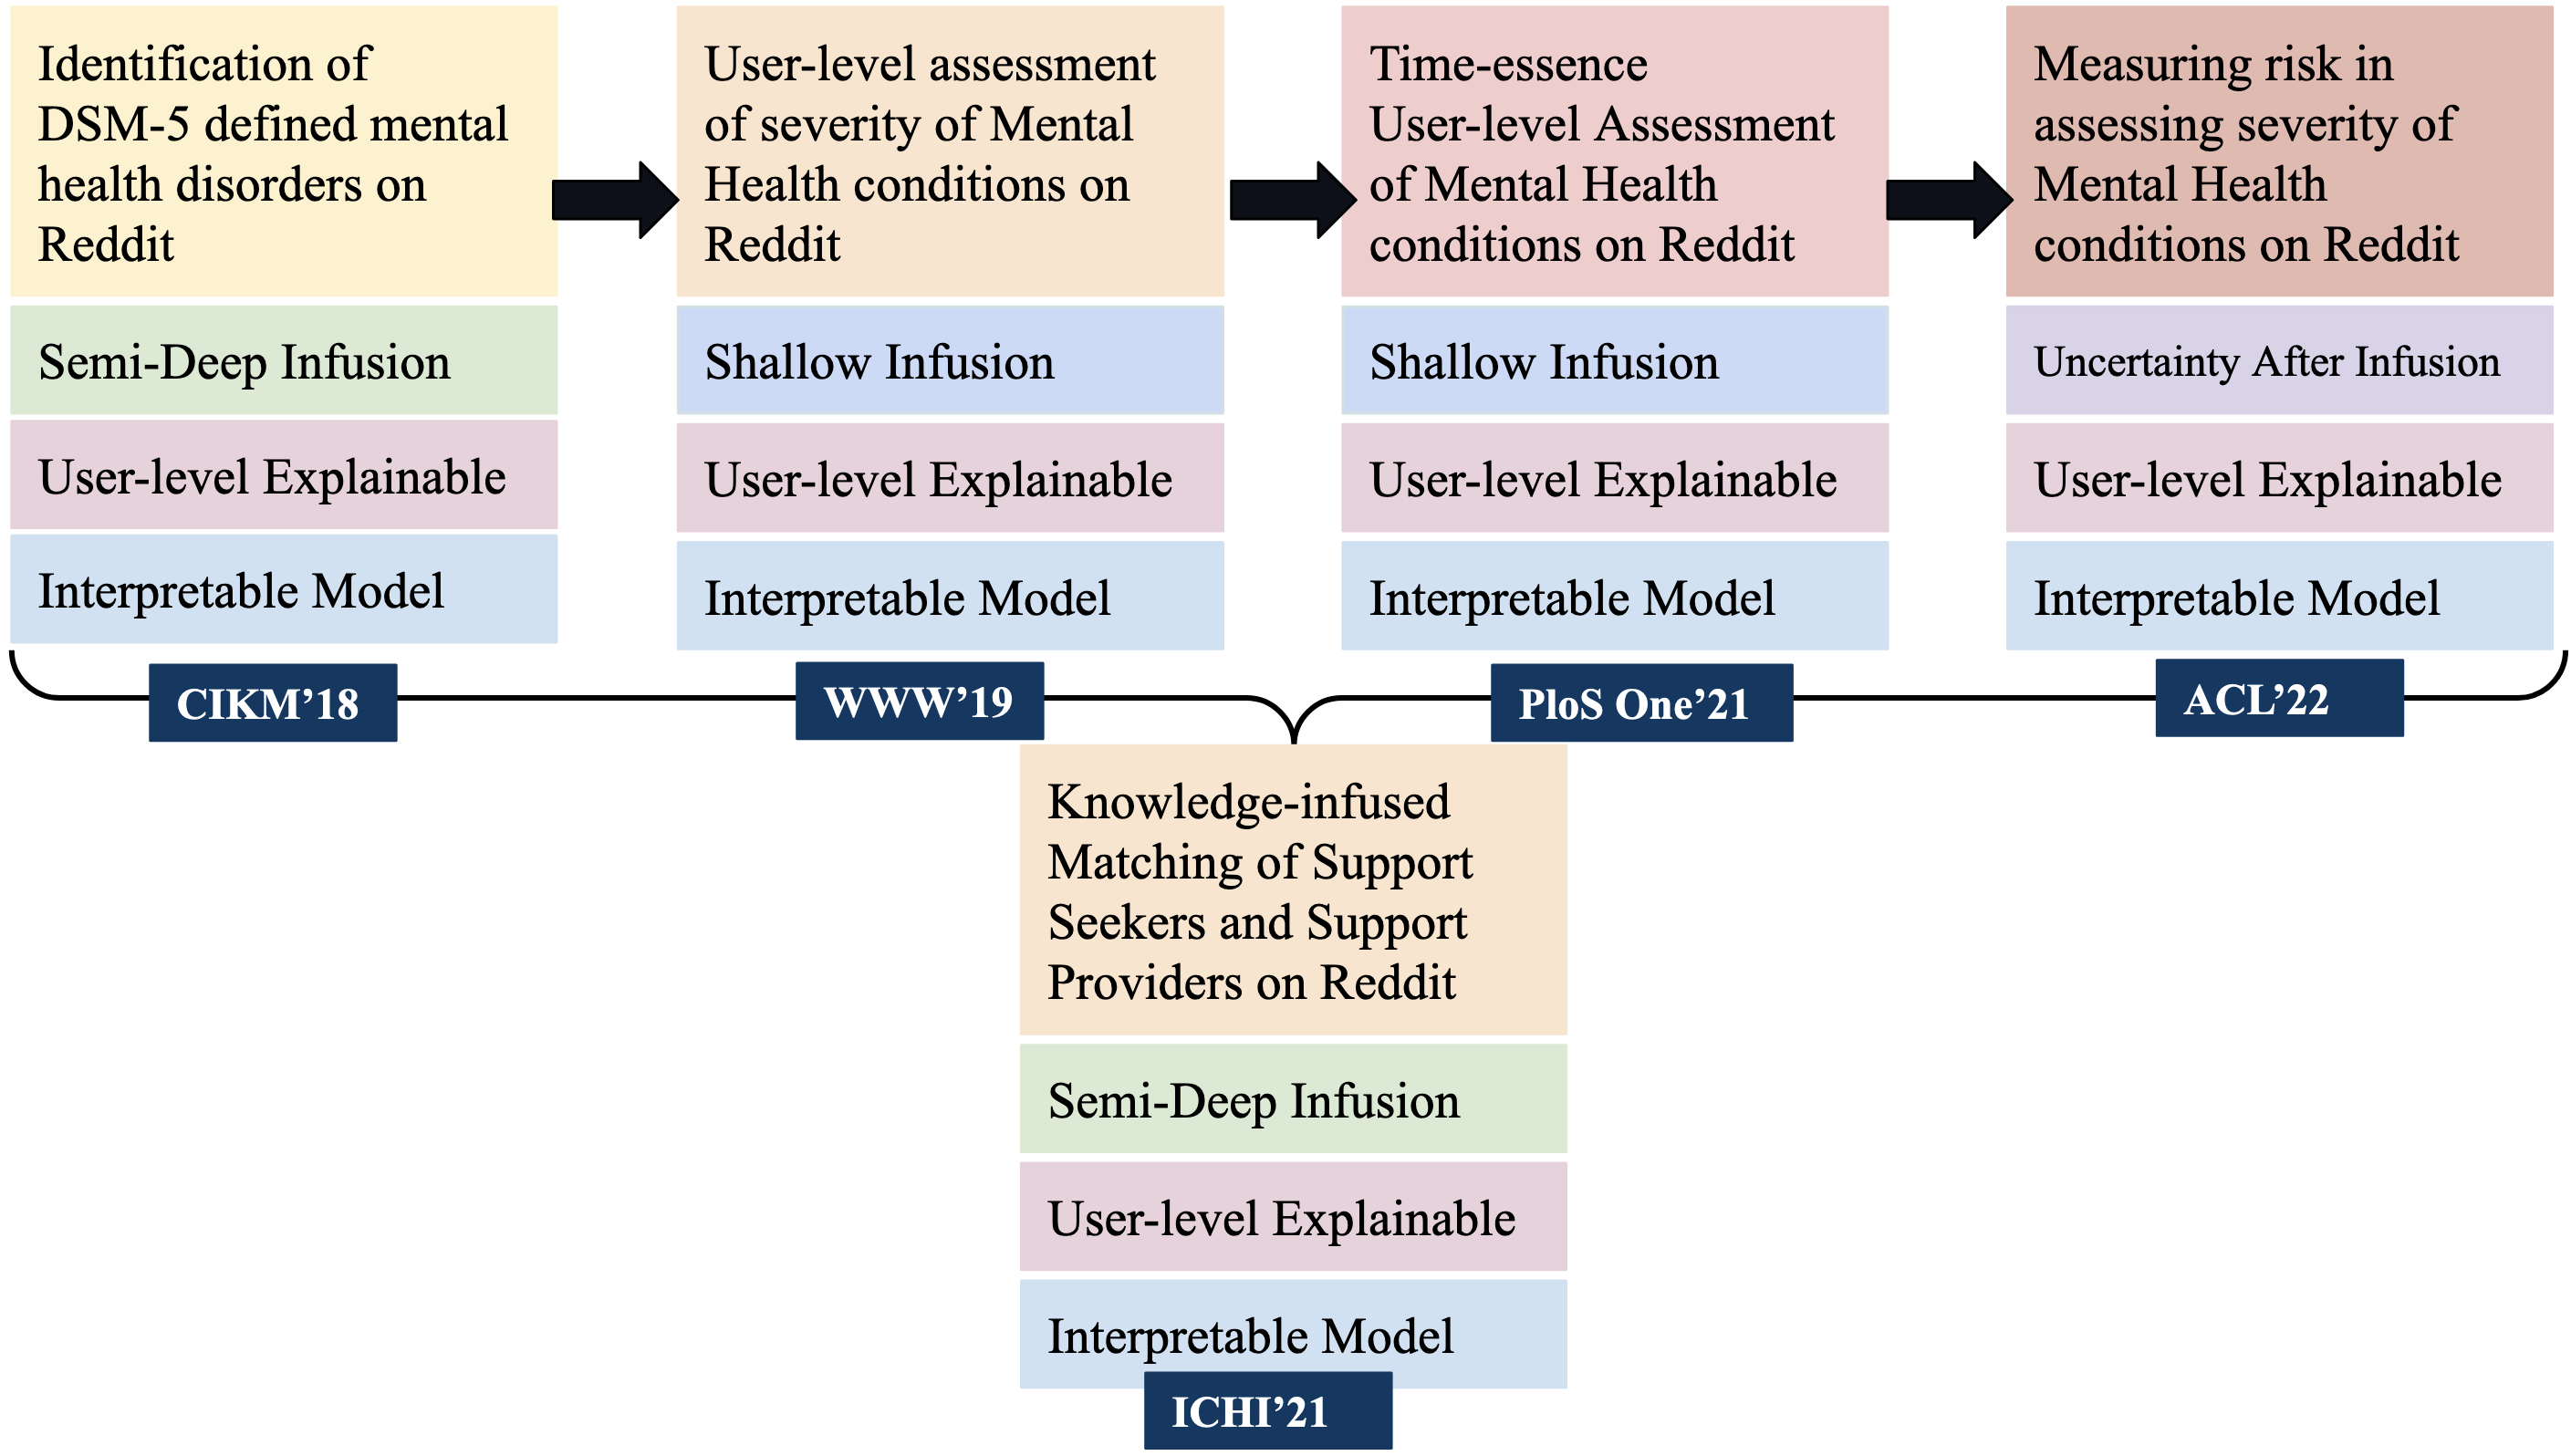 Identification of
DSM-5 defined mental
health disorders on
Reddit
Semi-Deep Infusion
User-level Explainable
Interpretable Model
CIKM’18
User-level assessment
of severity of Mental
Health conditions on
Reddit
Shallow Infusion
User-level Explainable
Interpretable Model
WWW’19
Time-essence
User-level Assessment
of Mental Health
conditions on Reddit
Shallow Infusion
User-level Explainable
Interpretable Model
PloS One’21
Measuring risk in
assessing severity of
Mental Health
conditions on Reddit
Uncertainty After Infusion
User-level Explainable
Interpretable Model
ACL’22
Knowledge-infused
Matching of Support
Seekers and Support
Providers on Reddit
Semi-Deep Infusion
User-level Explainable
Interpretable Model
ICHI’21